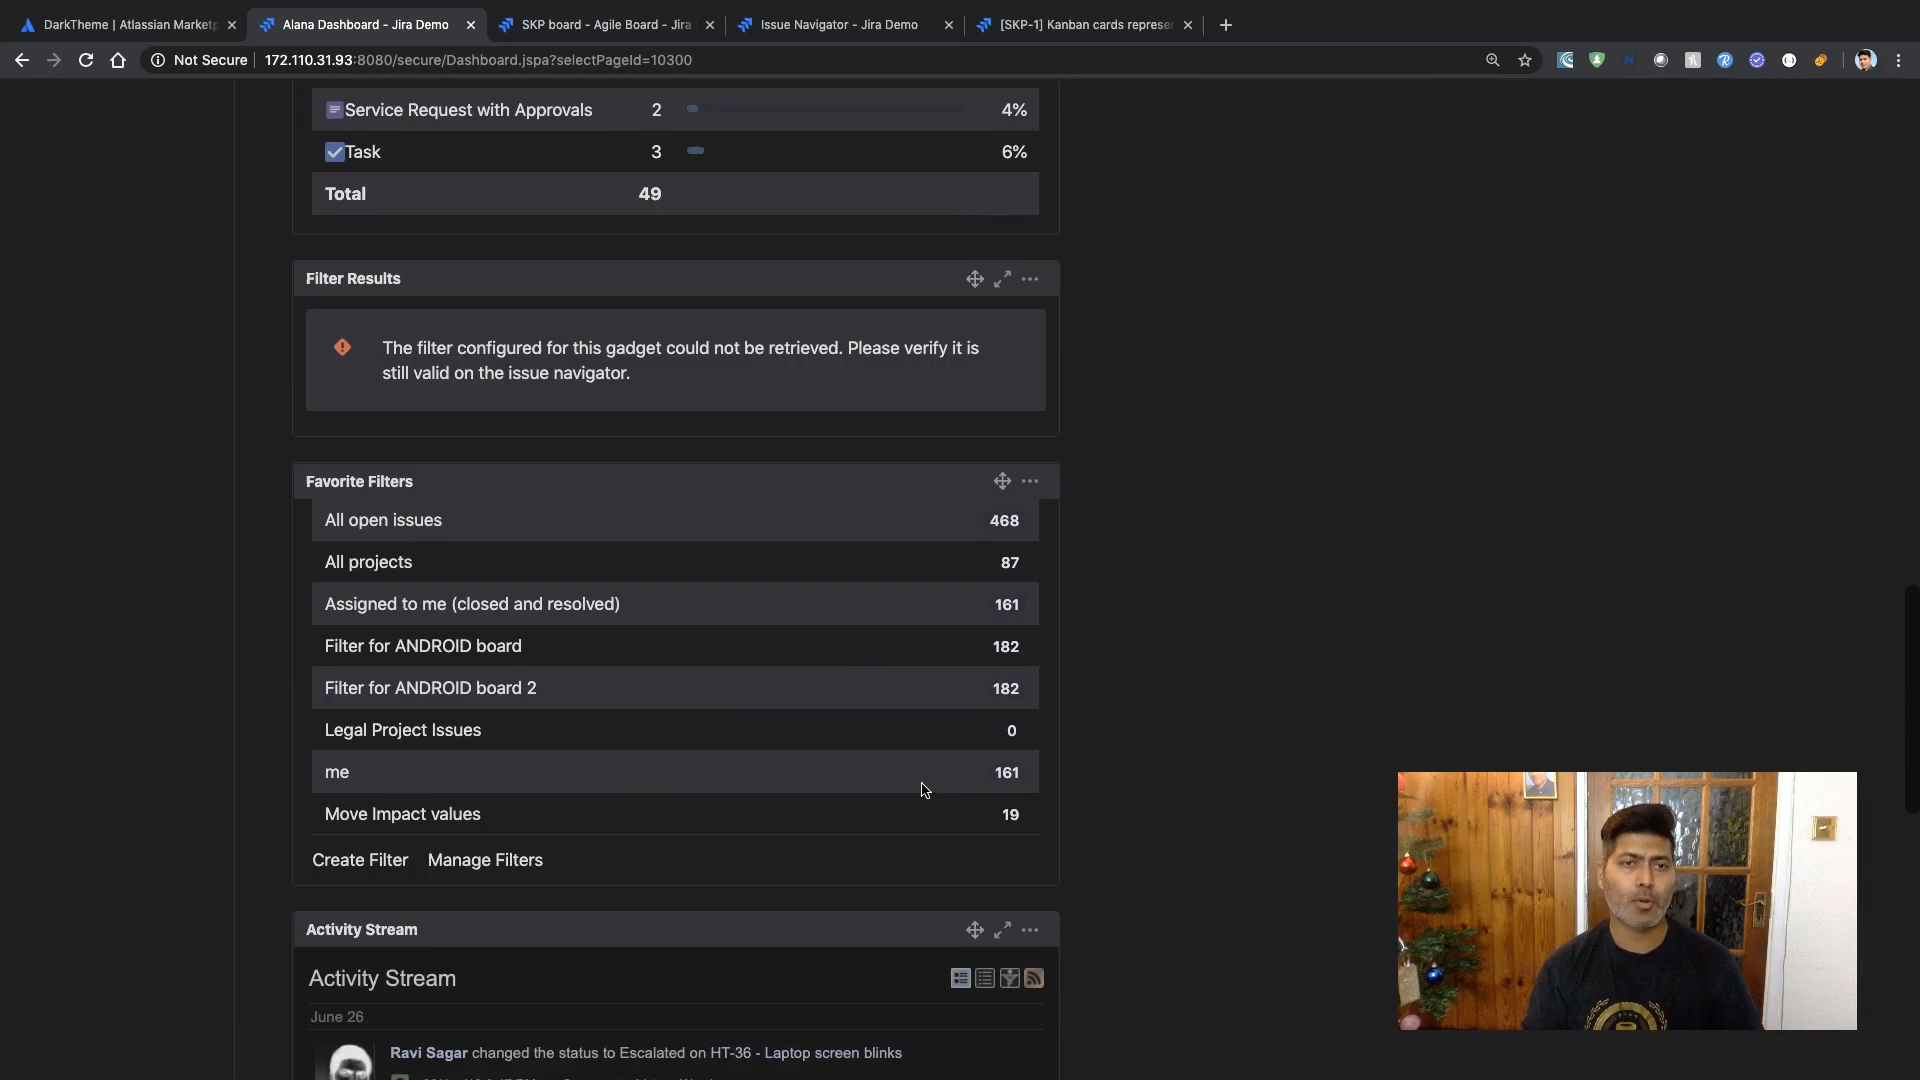 DarkTheme | Atlassian Marketp
Alana Dashboard - Jira Demo
SKP board - Agile Board - Jira
Issue Navigator - Jira Demo
[SKP-1] Kanban cards represe
Not Secure
172.110.31.93:8080/secure/Dashboard.jspa?selectPageId=10300
Service Request with Approvals 2 4%
Task 3 6%
Total 49
Filter Results
The filter configured for this gadget could not be retrieved. Please verify it is
still valid on the issue navigator.
Favorite Filters
All open issues 468
All projects 87
Assigned to me (closed and resolved) 161
Filter for ANDROID board 182
Filter for ANDROID board 2 182
Legal Project Issues 0
me 161
Move Impact values 19
Create Filter Manage Filters
Activity Stream
Activity Stream
June 26
Ravi Sagar changed the status to Escalated on HT-36 - Laptop screen blinks